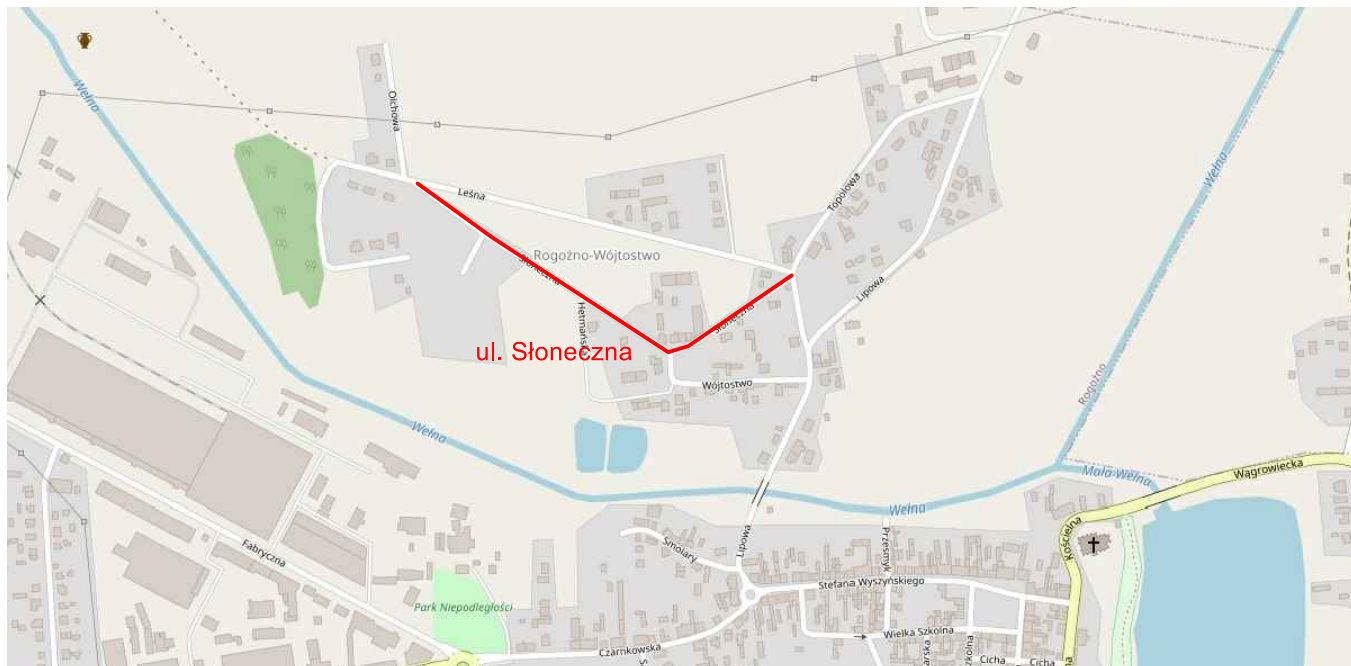 Wełna
Olchowa
Leśna
Topolowa
Wełna
Rogoźno-Wójtostwo
Słoneczna
Lipowa
Hetmańska
Słoneczna
ul. Słoneczna
Wójtostwo
Rogoźno
Wełna
Wągrowiecka
Mała Wełna
Wełna
Kościelna
Fabryczna
Lipowa
Smolary
Przesmyk
Stefana Wyszyńskiego
Park Niepodległości
Wielka Szkolna
Czarnkowska
Cicha
Cicha